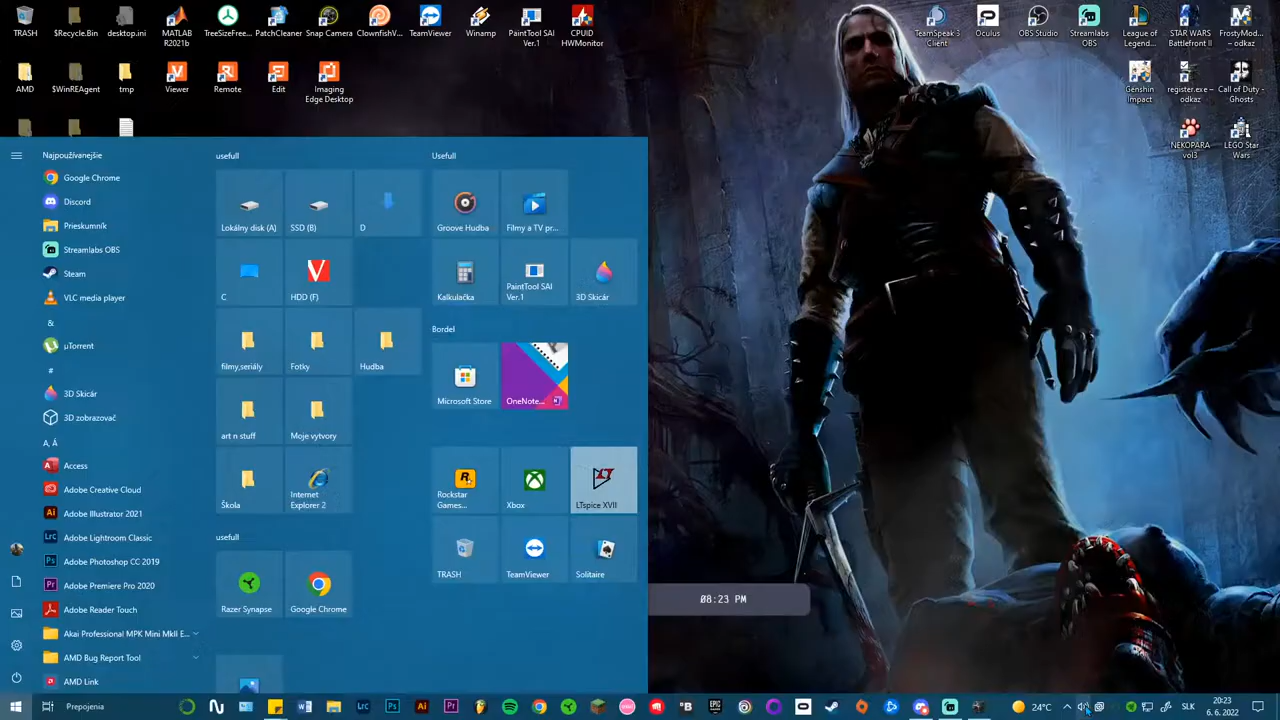 TRASH
$Recycle.Bin
desktop.ini
MATLAB
R2021b
TreeSizeFree...
PatchCleaner
Snap Camera
ClownfishV...
TeamViewer
Winamp
PaintTool SAI
Ver.1
CPUID
HWMonitor
TeamSpeak 3
Client
Oculus
OBS Studio
Streamlabs
OBS
League of
Legend...
STAR WARS
Battlefront II
FrostyMod...
– odkaz
AMD
$WinREAgent
tmp
Viewer
Remote
Edit
Imaging
Edge Desktop
Genshin
Impact
register.exe –
odkaz
Call of Duty -
Ghosts
NEKOPARA
vol3
LEGO Star
Wars
Najpoužívanejšie
Google Chrome
Discord
Prieskumník
Streamlabs OBS
Steam
VLC media player
&
µTorrent
#
3D Skicár
3D zobrazovač
A, Á
Access
Adobe Creative Cloud
Adobe Illustrator 2021
Adobe Lightroom Classic
Adobe Photoshop CC 2019
Adobe Premiere Pro 2020
Adobe Reader Touch
Akai Professional MPK Mini MkII E...
AMD Bug Report Tool
AMD Link
usefull
Lokálny disk (A)
SSD (B)
D
C
HDD (F)
filmy,seriály
Fotky
Hudba
art n stuff
Moje vytvory
Škola
Internet
Explorer 2
usefull
Razer Synapse
Google Chrome
Usefull
Groove Hudba
Filmy a TV pr...
Kalkulačka
PaintTool SAI
Ver.1
3D Skicár
Bordel
Microsoft Store
OneNote...
Rockstar
Games...
Xbox
LTspice XVII
TRASH
TeamViewer
Solitaire
08:23 PM
Prepojenia
24°C
SLK
20:23
6. 6. 2022